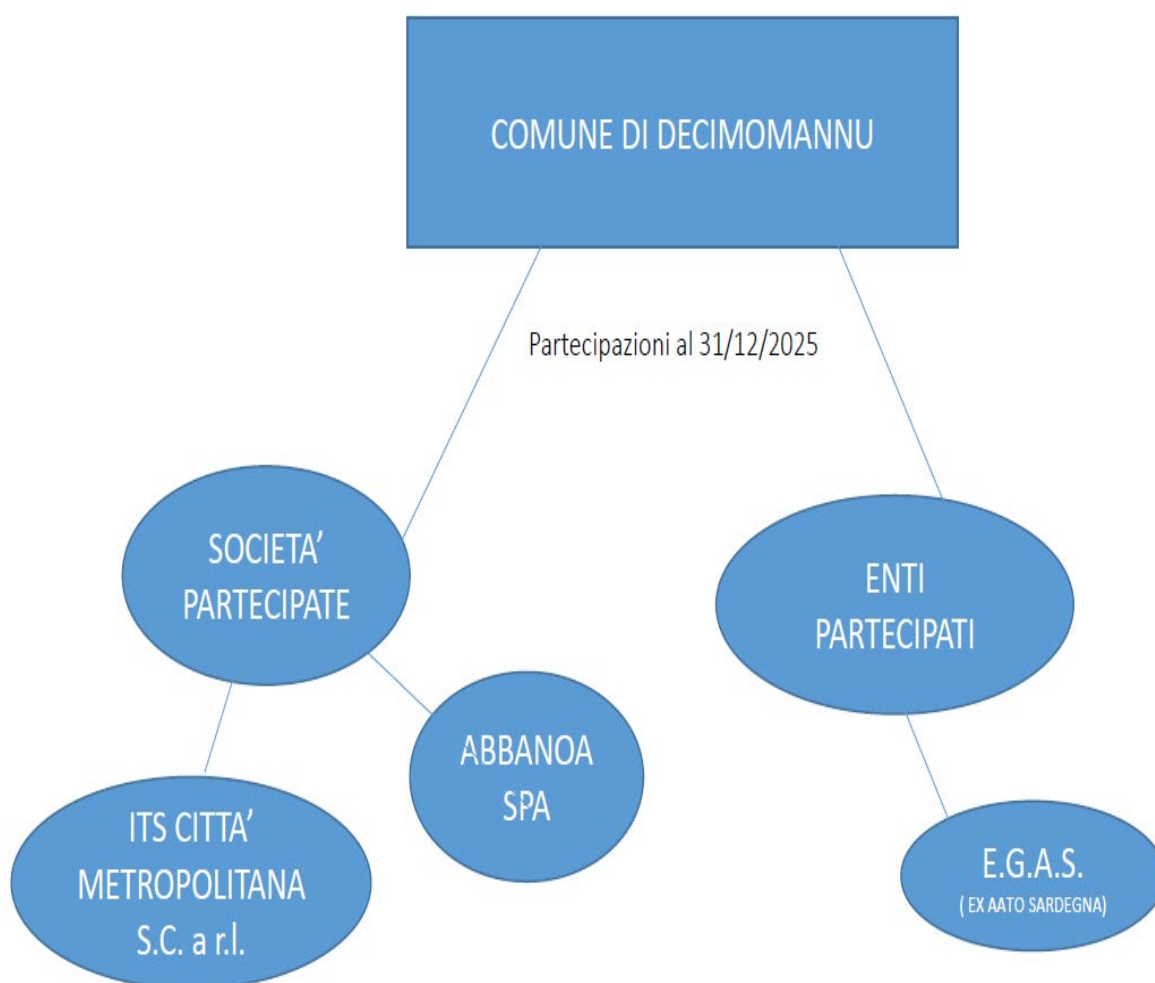 COMUNE DI DECIMOMANNU
Partecipazioni al 31/12/2025
SOCIETA’
PARTECIPATE
ENTI
PARTECIPATI
ABBANOA
SPA
ITS CITTA’
METROPOLITANA
S.C. a r.l.
E.G.A.S.
( EX AATO SARDEGNA)